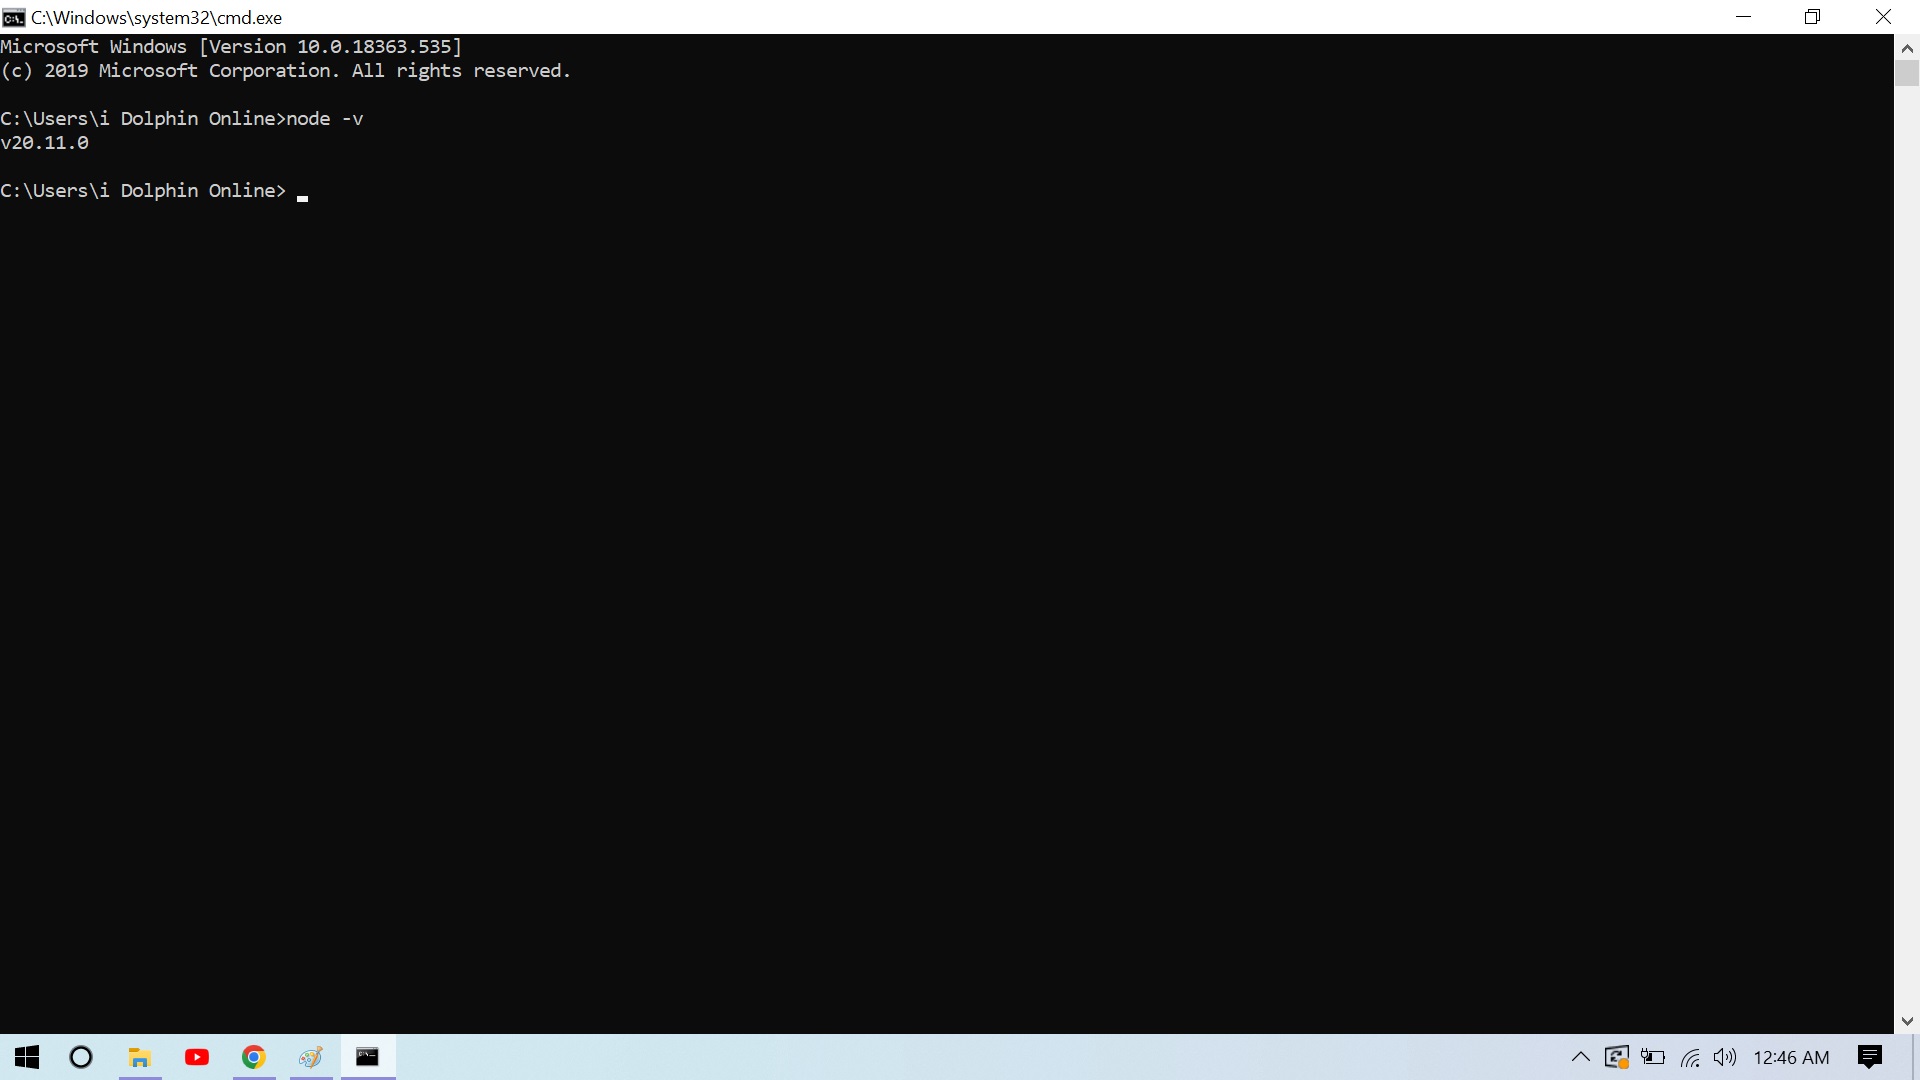 C:\Windows\system32\cmd.exe
Microsoft Windows [Version 10.0.18363.535]
(c) 2019 Microsoft Corporation. All rights reserved.
C:\Users\i Dolphin Online>node -v
v20.11.0
C:\Users\i Dolphin Online>
12:46 AM